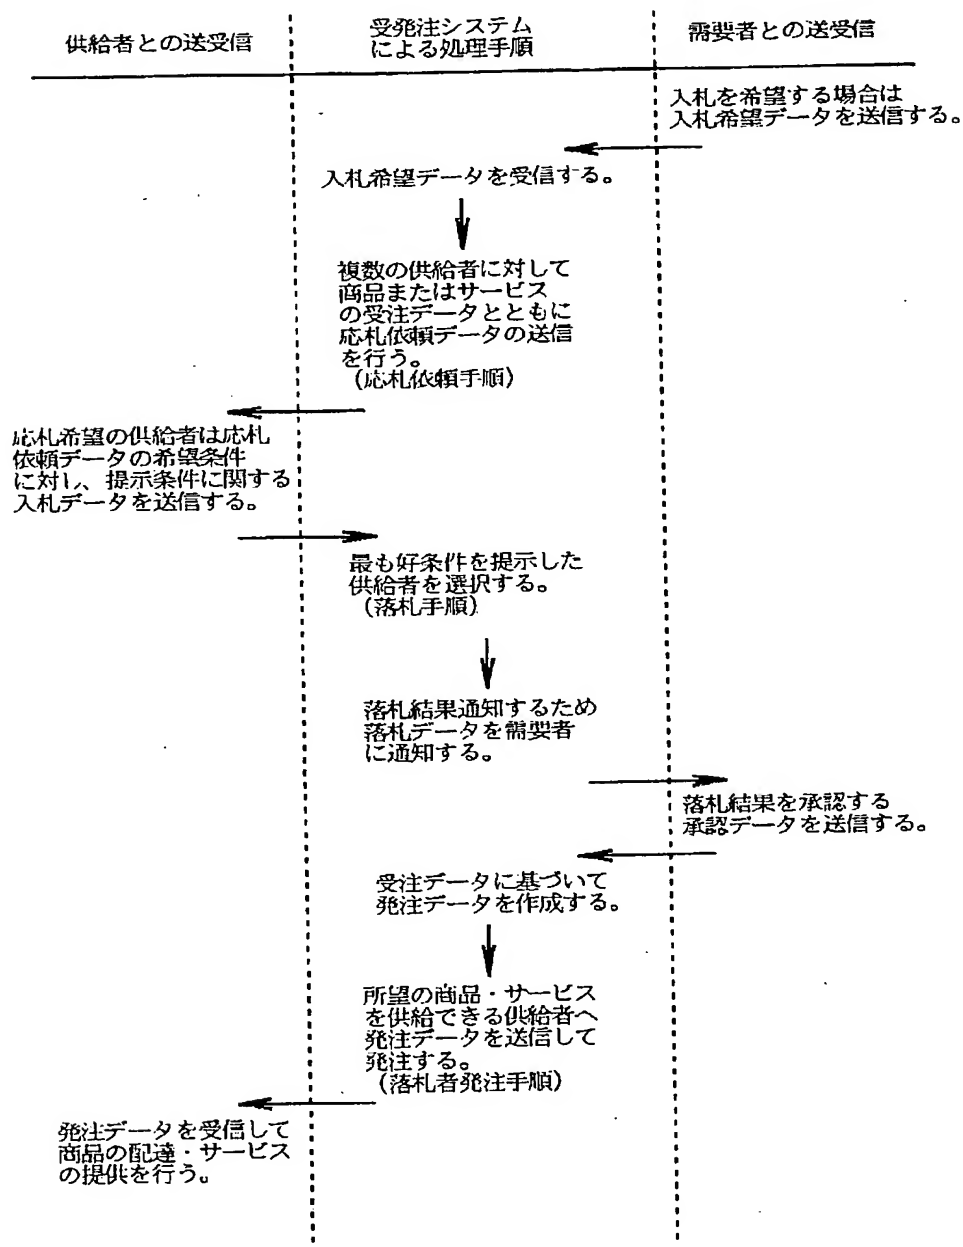 供給者との送受信
受発注システム
による処理手順
需要者との送受信
入札を希望する場合は
入札希望データを送信する。
入札希望データを受信する。
複数の供給者に対して
商品またはサービス
の受注データとともに
応札依頼データの送信
を行う。
（応札依頼手順）
応札希望の供給者は応札
依頼データの希望条件
に対し、提示条件に関する
入札データを送信する。
最も好条件を提示した
供給者を選択する。
（落札手順）
落札結果通知するため
落札データを需要者
に通知する。
落札結果を承認する
承認データを送信する。
受注データに基づいて
発注データを作成する。
所望の商品・サービス
を供給できる供給者へ
発注データを送信して
発注する。
（落札者発注手順）
発注データを受信して
商品の配達・サービス
の提供を行う。